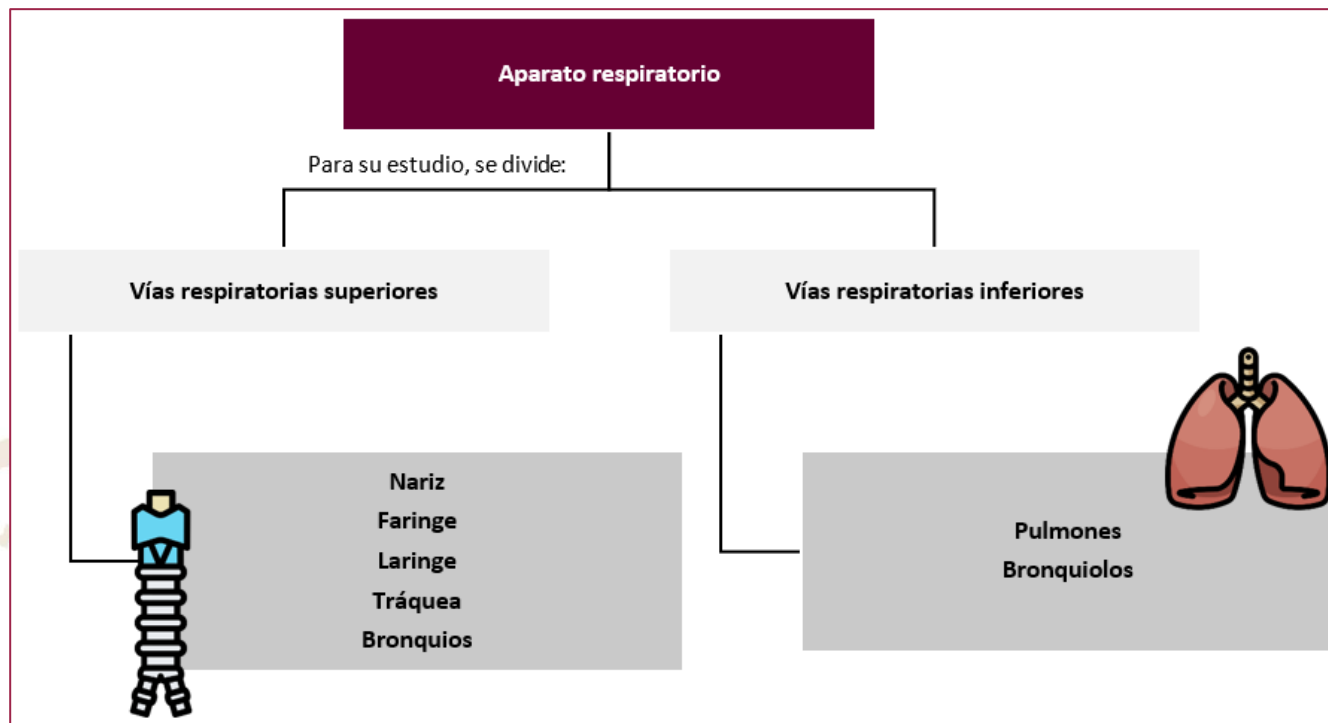 Aparato respiratorio
Para su estudio, se divide:
Vías respiratorias superiores
Vías respiratorias inferiores
Nariz
Faringe
Laringe
Tráquea
Bronquios
Pulmones
Bronquiolos